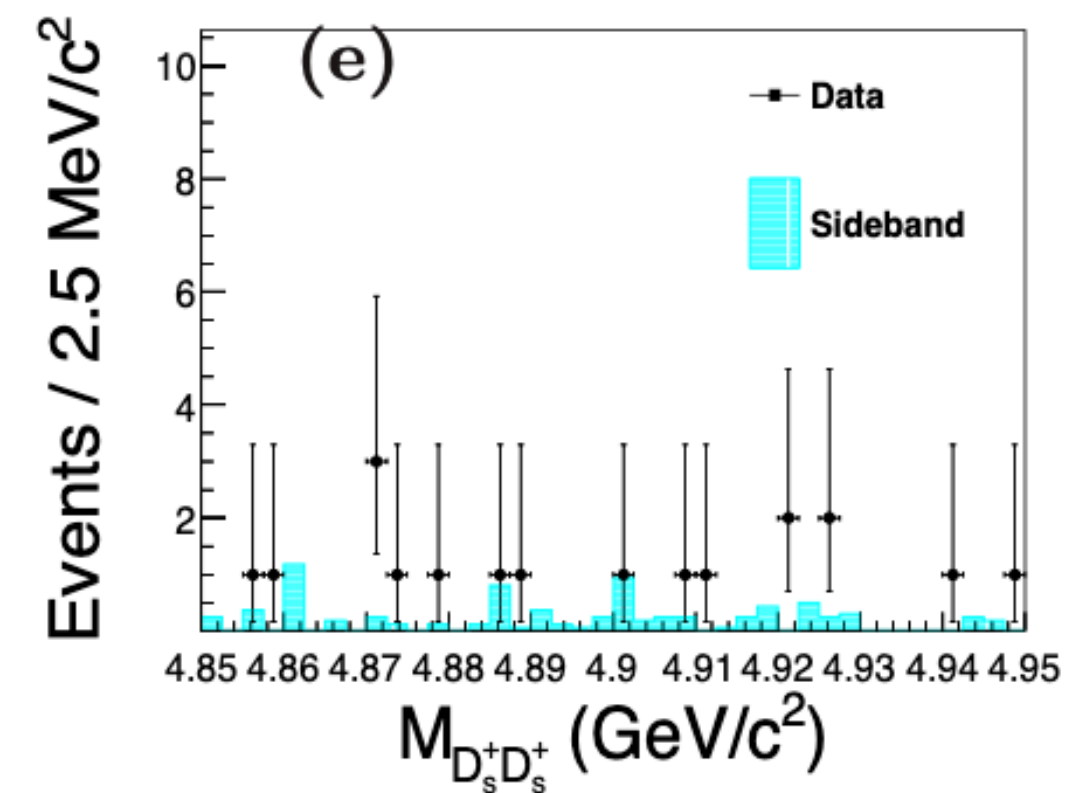 (e)
Data
Sideband
Events / 2.5 MeV/c²
10
8
6
4
2
4.85 4.86 4.87 4.88 4.89 4.9 4.91 4.92 4.93 4.94 4.95
M_{D_s^+D_s^+} (GeV/c²)